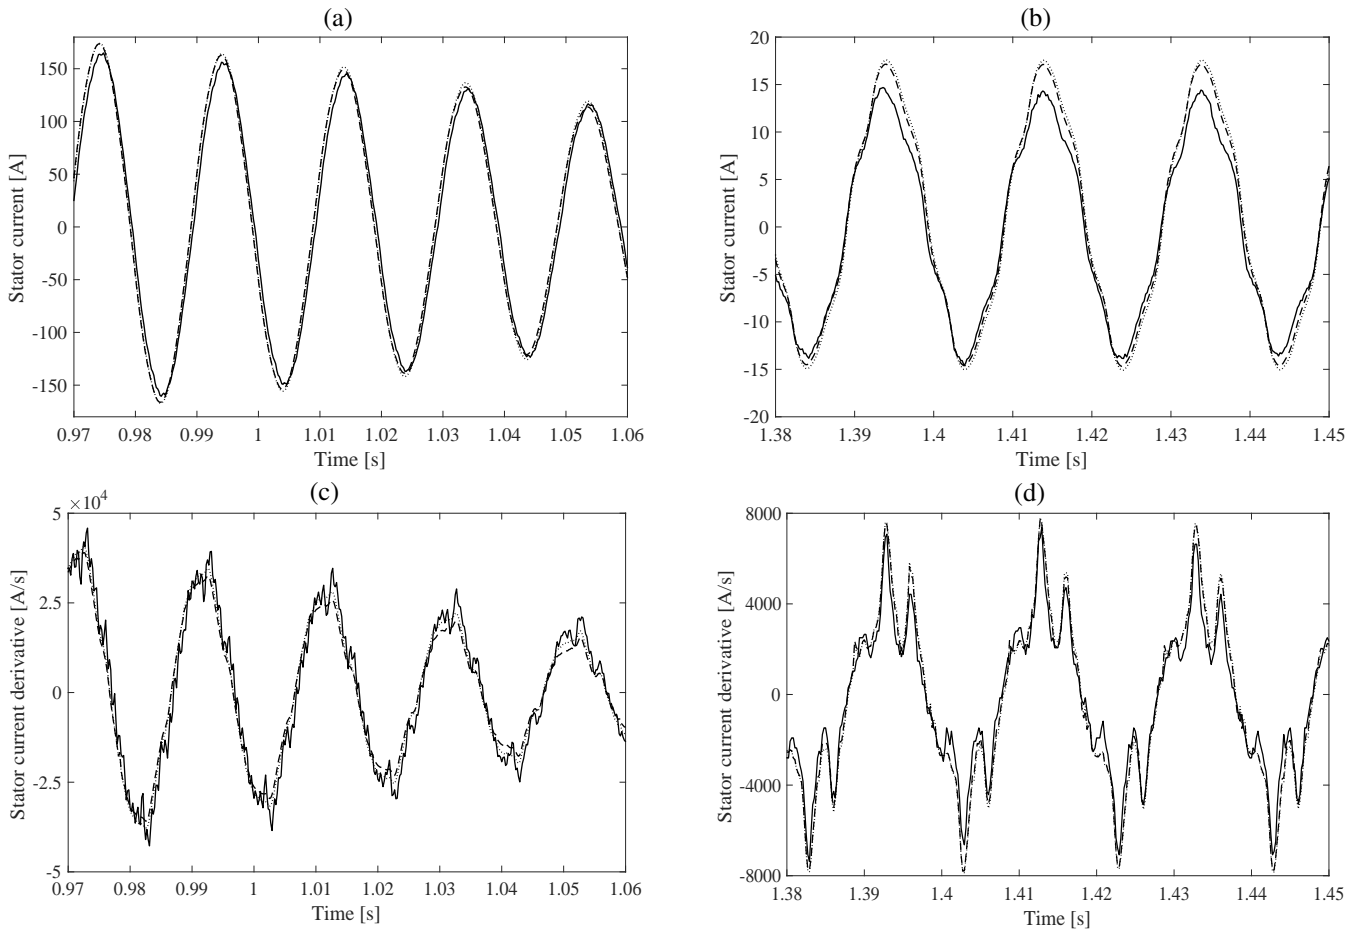 (a)
150
100
50
0
-50
-100
-150
Stator current [A]
0.97 0.98 0.99 1 1.01 1.02 1.03 1.04 1.05 1.06
Time [s]
(b)
20
15
10
5
0
-5
-10
-15
-20
Stator current [A]
1.38 1.39 1.4 1.41 1.42 1.43 1.44 1.45
Time [s]
(c)
×10⁴
5
2.5
0
-2.5
-5
Stator current derivative [A/s]
0.97 0.98 0.99 1 1.01 1.02 1.03 1.04 1.05 1.06
Time [s]
(d)
8000
4000
0
-4000
-8000
Stator current derivative [A/s]
1.38 1.39 1.4 1.41 1.42 1.43 1.44 1.45
Time [s]